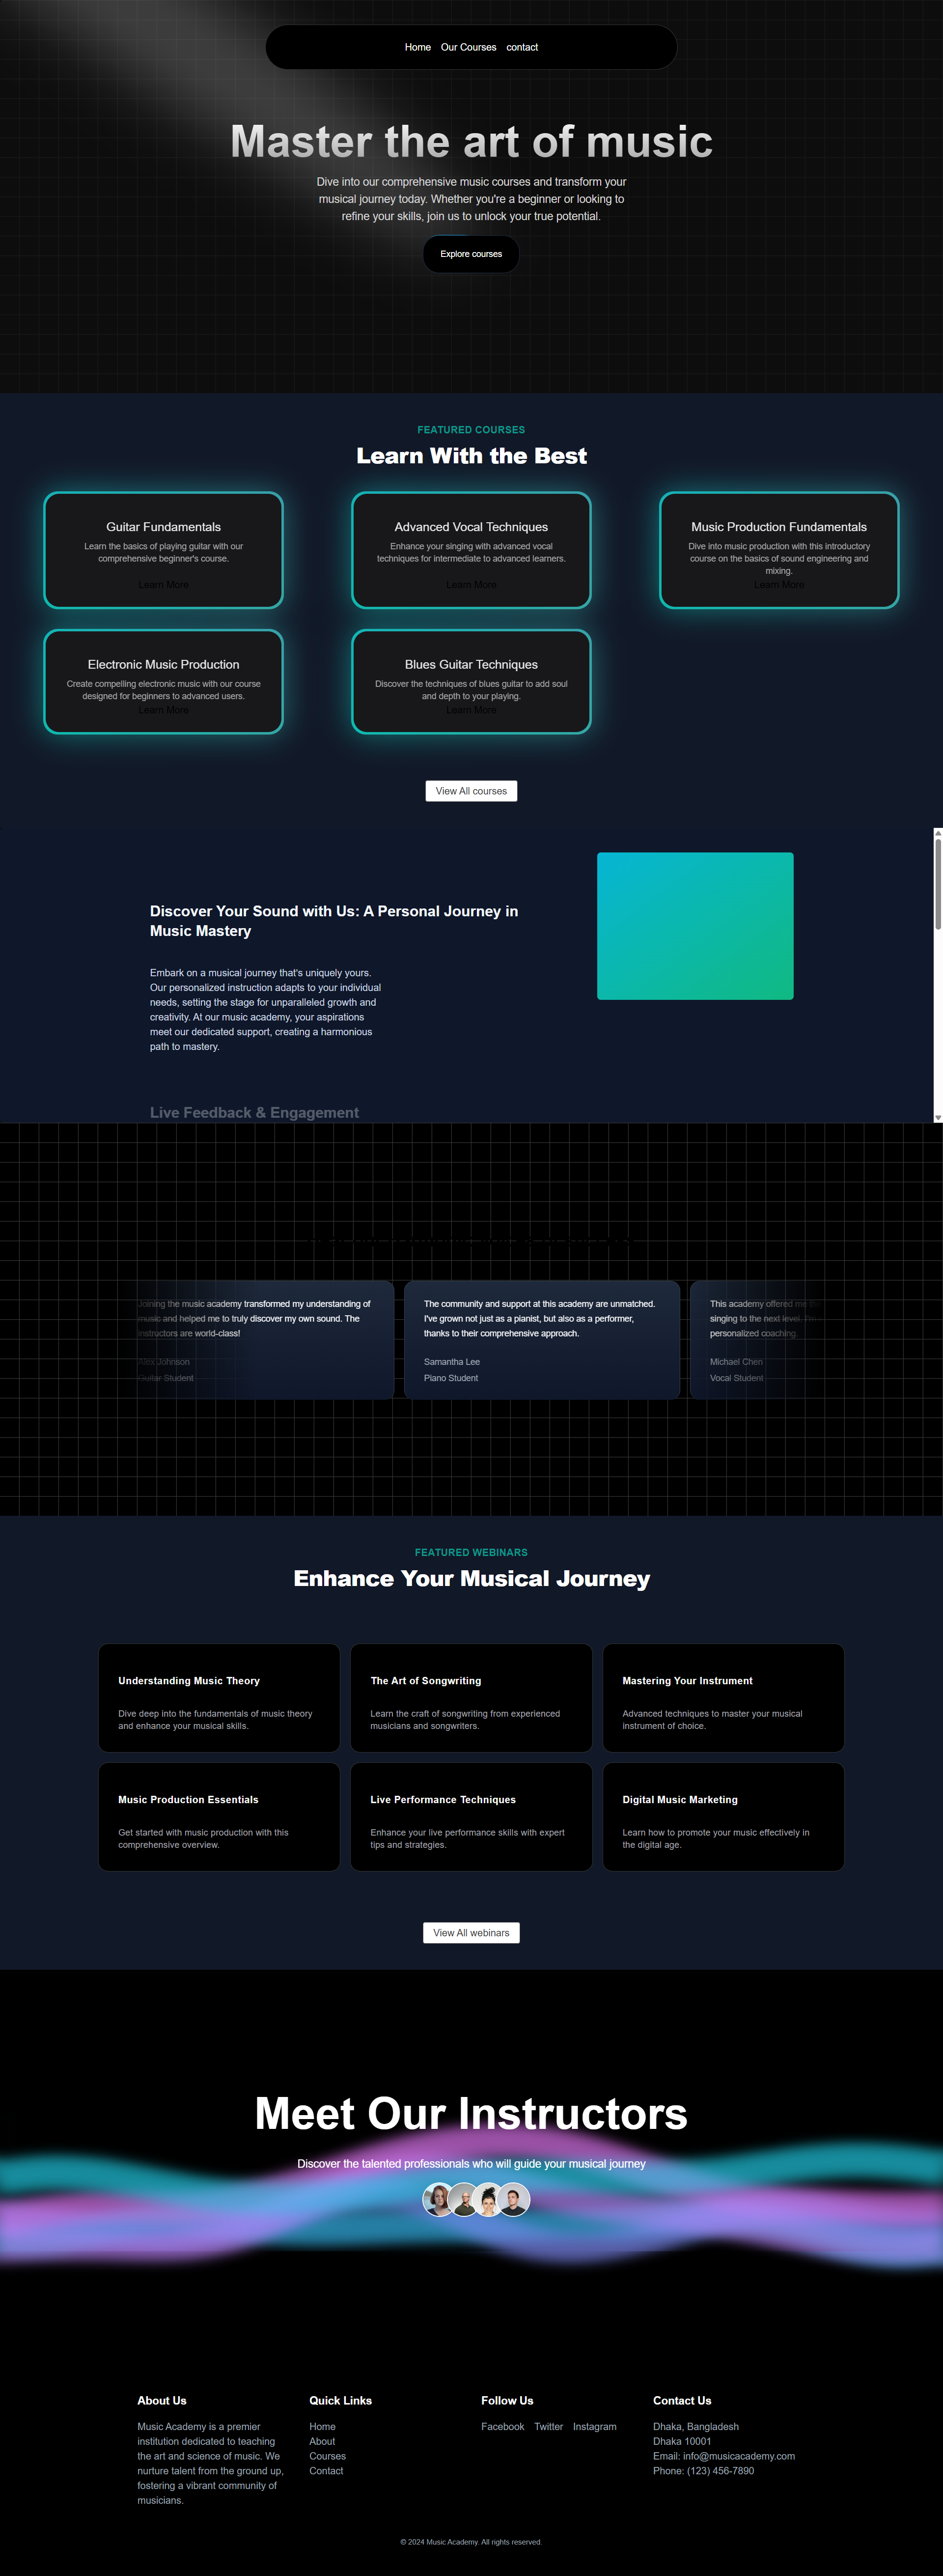 Home Our Courses contact
Master the art of music
Dive into our comprehensive music courses and transform your
musical journey today. Whether you're a beginner or looking to
refine your skills, join us to unlock your true potential.
Explore courses
FEATURED COURSES
Learn With the Best
Guitar Fundamentals
Learn the basics of playing guitar with our
comprehensive beginner's course.
Learn More
Advanced Vocal Techniques
Enhance your singing with advanced vocal
techniques for intermediate to advanced learners.
Learn More
Music Production Fundamentals
Dive into music production with this introductory
course on the basics of sound engineering and
mixing.
Learn More
Electronic Music Production
Create compelling electronic music with our course
designed for beginners to advanced users.
Learn More
Blues Guitar Techniques
Discover the techniques of blues guitar to add soul
and depth to your playing.
Learn More
View All courses
Discover Your Sound with Us: A Personal Journey in
Music Mastery
Embark on a musical journey that's uniquely yours.
Our personalized instruction adapts to your individual
needs, setting the stage for unparalleled growth and
creativity. At our music academy, your aspirations
meet our dedicated support, creating a harmonious
path to mastery.
Live Feedback & Engagement
Joining the music academy transformed my understanding of
music and helped me to truly discover my own sound. The
instructors are world-class!
Alex Johnson
Guitar Student
The community and support at this academy are unmatched.
I've grown not just as a pianist, but also as a performer,
thanks to their comprehensive approach.
Samantha Lee
Piano Student
This academy offered me
singing to the next level.
personalized coaching.
Michael Chen
Vocal Student
FEATURED WEBINARS
Enhance Your Musical Journey
Understanding Music Theory
Dive deep into the fundamentals of music theory
and enhance your musical skills.
The Art of Songwriting
Learn the craft of songwriting from experienced
musicians and songwriters.
Mastering Your Instrument
Advanced techniques to master your musical
instrument of choice.
Music Production Essentials
Get started with music production with this
comprehensive overview.
Live Performance Techniques
Enhance your live performance skills with expert
tips and strategies.
Digital Music Marketing
Learn how to promote your music effectively in
the digital age.
View All webinars
Meet Our Instructors
Discover the talented professionals who will guide your musical journey
About Us
Music Academy is a premier
institution dedicated to teaching
the art and science of music. We
nurture talent from the ground up,
fostering a vibrant community of
musicians.
Quick Links
Home
About
Courses
Contact
Follow Us
Facebook Twitter Instagram
Contact Us
Dhaka, Bangladesh
Dhaka 10001
Email: info@musicacademy.com
Phone: (123) 456-7890
© 2024 Music Academy. All rights reserved.